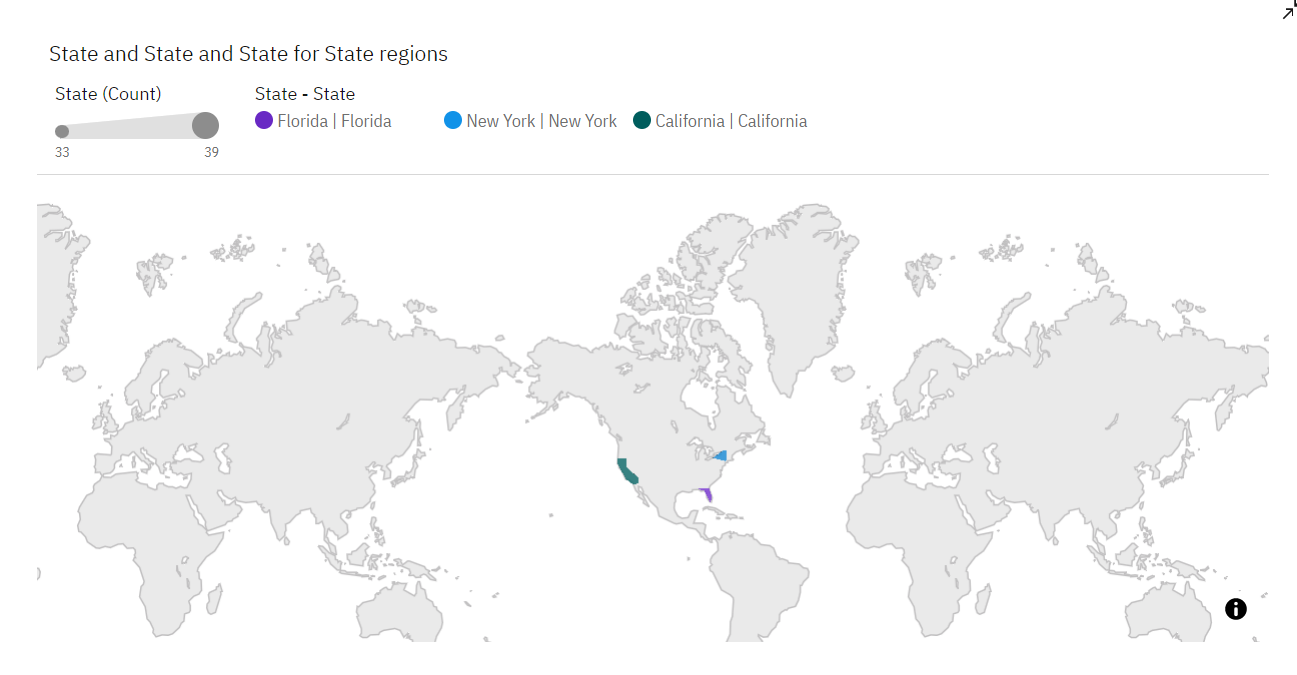 State and State and State for State regions
State (Count)
33 39
State - State
Florida | Florida New York | New York California | California